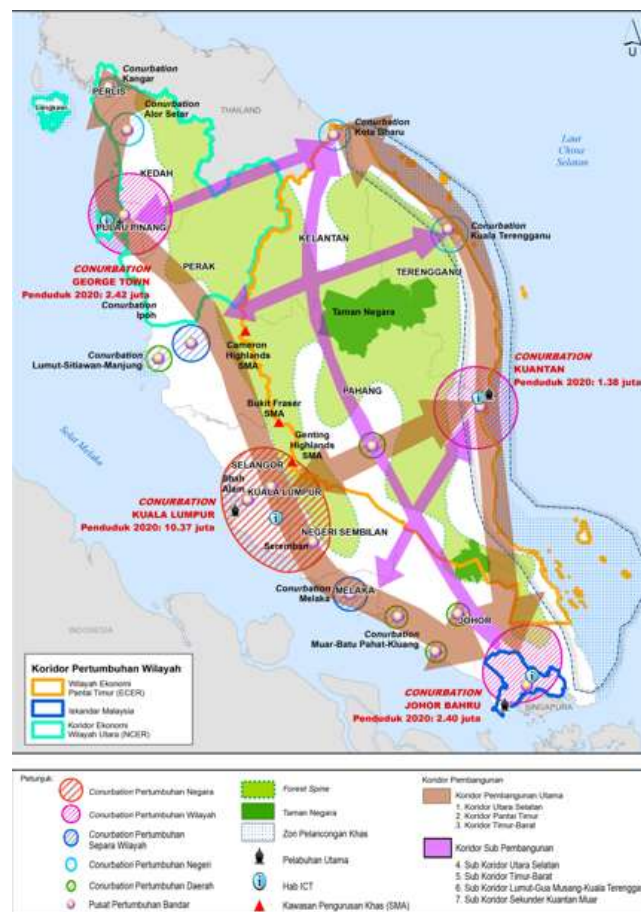 Conurbation
Kangar
PERLIS
Langkawi
Conurbation
Alor Setar
THAILAND
Conurbation
Kota Bharu
Laut
China
Selatan
U
KEDAH
PULAU PINANG
KELANTAN
Conurbation
Kuala Terengganu
PERAK
TERENGGANU
CONURBATION
GEORGE TOWN
Penduduk 2020: 2.42 juta
Conurbation
Ipoh
Taman Negara
Conurbation
Lumut-Sitiawan-Manjung
Cameron
Highlands
SMA
CONURBATION
KUANTAN
Penduduk 2020: 1.38 juta
PAHANG
Bukit Fraser
SMA
Selat Melaka
Genting
Highlands
SMA
SELANGOR
Shah
Alam
KUALA LUMPUR
CONURBATION
KUALA LUMPUR
Penduduk 2020: 10.37 juta
NEGERI SEMBILAN
Seremban
Conurbation
Melaka
MELAKA
JOHOR
Conurbation
Muar-Batu Pahat-Kluang
INDONESIA
CONURBATION
JOHOR BAHRU
Penduduk 2020: 2.40 juta
SINGAPURA
Koridor Pertumbuhan Wilayah
Wilayah Ekonomi
Pantai Timur (ECER)
Iskandar Malaysia
Koridor Ekonomi
Wilayah Utara (NCER)
Petunjuk:
Conurbation Pertumbuhan Negara
Conurbation Pertumbuhan Wilayah
Conurbation Pertumbuhan
Separa Wilayah
Conurbation Pertumbuhan Negeri
Conurbation Pertumbuhan Daerah
Pusat Pertumbuhan Bandar
Forest Spine
Taman Negara
Zon Pelancongan Khas
Pelabuhan Utama
Hab ICT
Kawasan Pengurusan Khas (SMA)
Koridor Pembangunan
Koridor Pembangunan Utama
1. Koridor Utara Selatan
2. Koridor Pantai Timur
3. Koridor Timur-Barat
Koridor Sub Pembangunan
4. Sub Koridor Utara Selatan
5. Sub Koridor Timur-Barat
6. Sub Koridor Lumut-Gua Musang-Kuala Terengga
7. Sub Koridor Sekunder Kuantan Muar